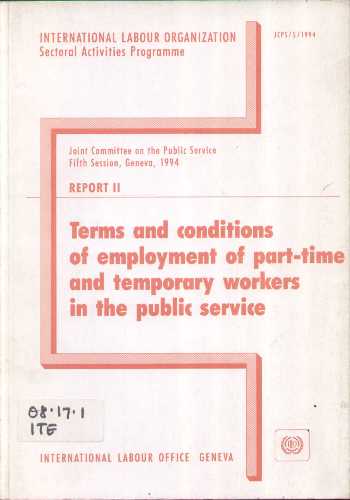 INTERNATIONAL LABOUR ORGANIZATION
Sectoral Activities Programme
JCPS/5/1994
Joint Committee on the Public Service
Fifth Session, Geneva, 1994
REPORT II
Terms and conditions
of employment of part-time
and temporary workers
in the public service
08·17·1
ITE
INTERNATIONAL LABOUR OFFICE GENEVA